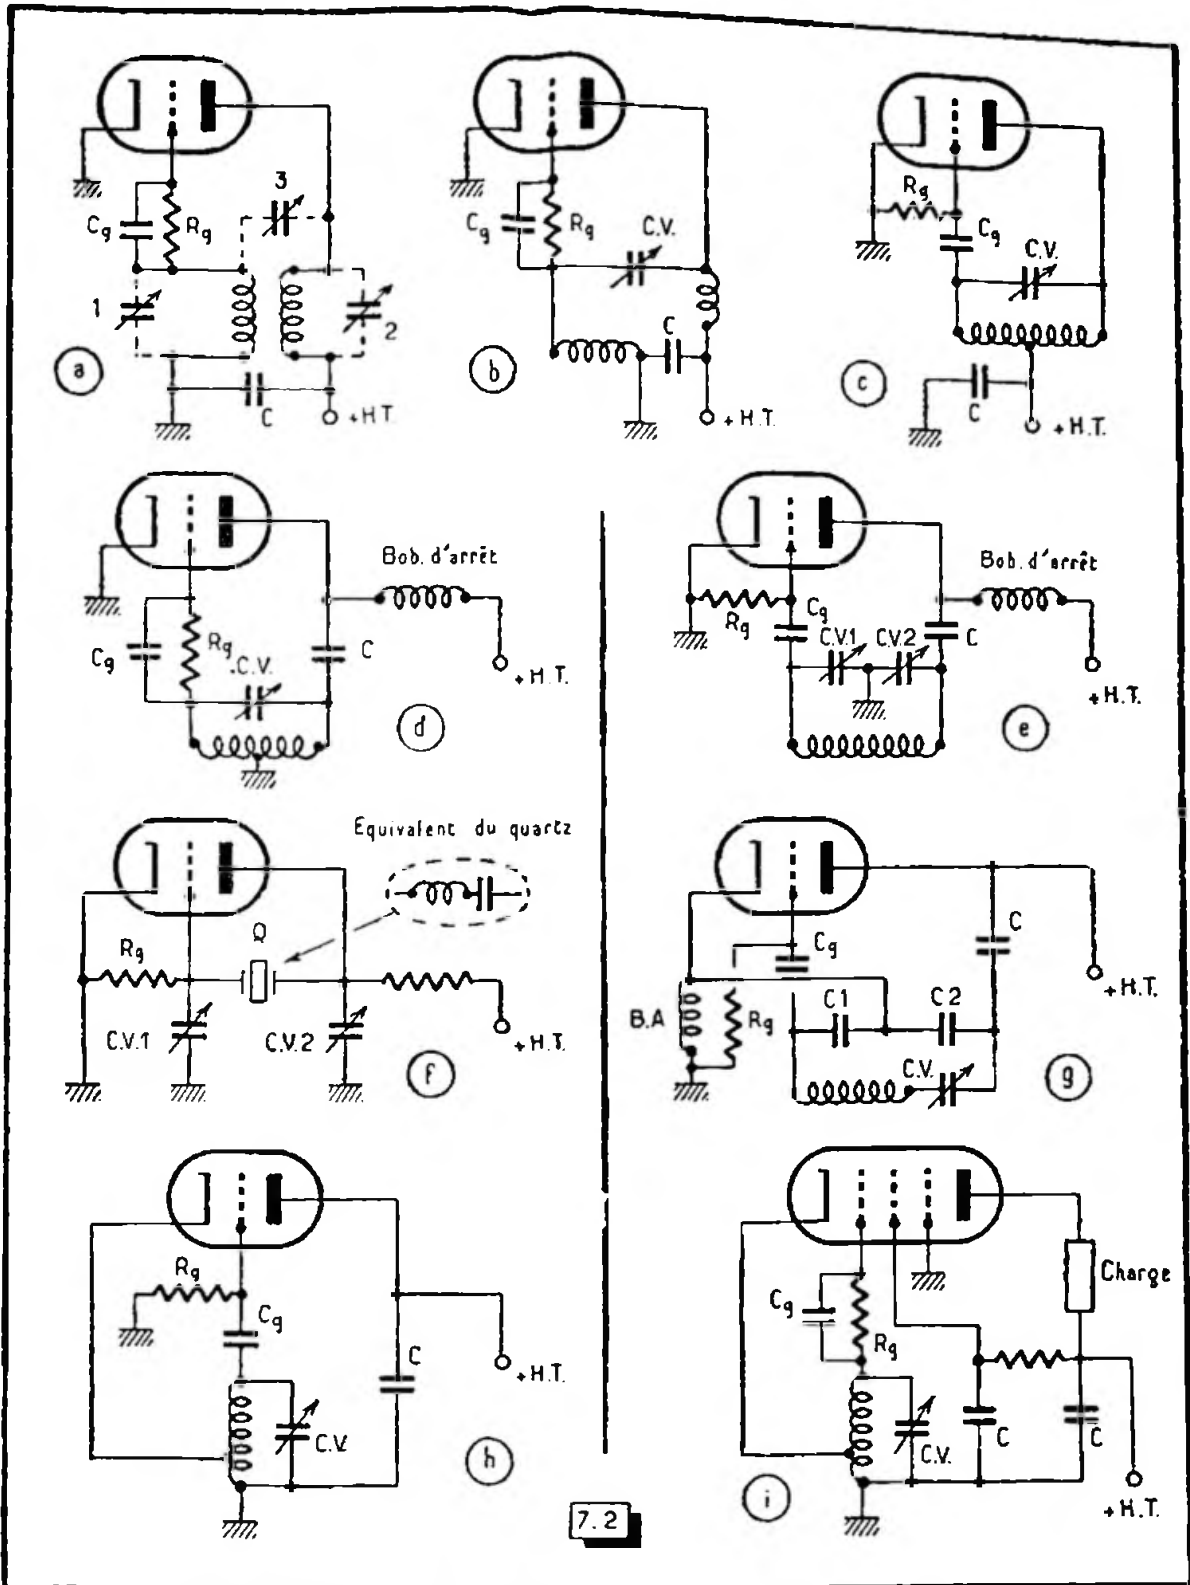 3
Cg
Rg
1
2
a
C
+ H.T.
Cg
Rg
C.V.
C
b
+ H.T.
Rg
Cg
C.V.
c
C
+ H.T.
Bob. d'arrêt
Cg
Rg
C.V.
C
+ H.T.
d
Bob. d'arrêt
Rg
Cg
C.V.1
C.V.2
C
+ H.T.
e
Equivalent du quartz
Rg
Q
C.V.1
C.V.2
+ H.T.
f
Cg
C
B.A
Rg
C1
C2
+ H.T.
C.V.
g
Rg
Cg
C
+ H.T.
C.V.
h
Charge
Cg
Rg
C.V.
C
C
i
+ H.T.
7.2